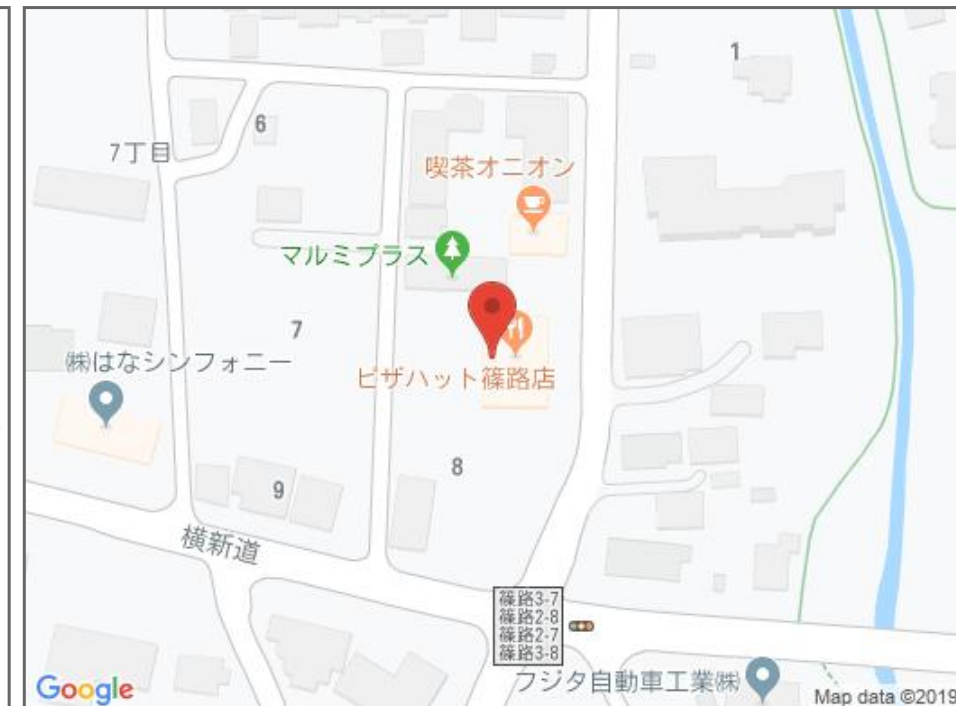 1
6
7丁目
喫茶オニオン
マルミプラス
7
㈱はなシンフォニー
ピザハット篠路店
8
9
横新道
篠路3-7
篠路2-8
篠路2-7
篠路3-8
フジタ自動車工業㈱
Google
Map data ©2019